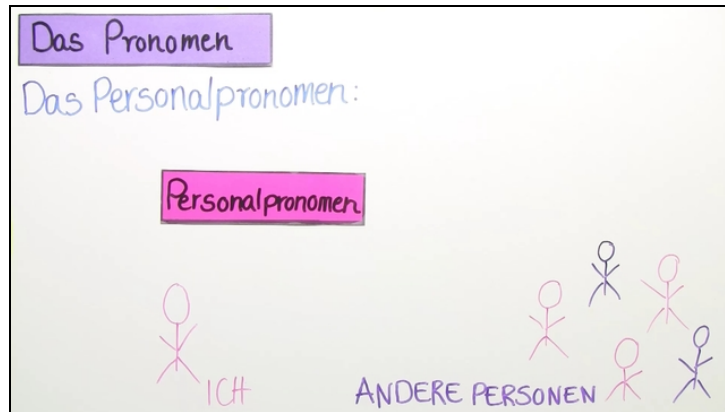 Das Pronomen
Das Personalpronomen:
Personalpronomen
ICH
ANDERE PERSONEN